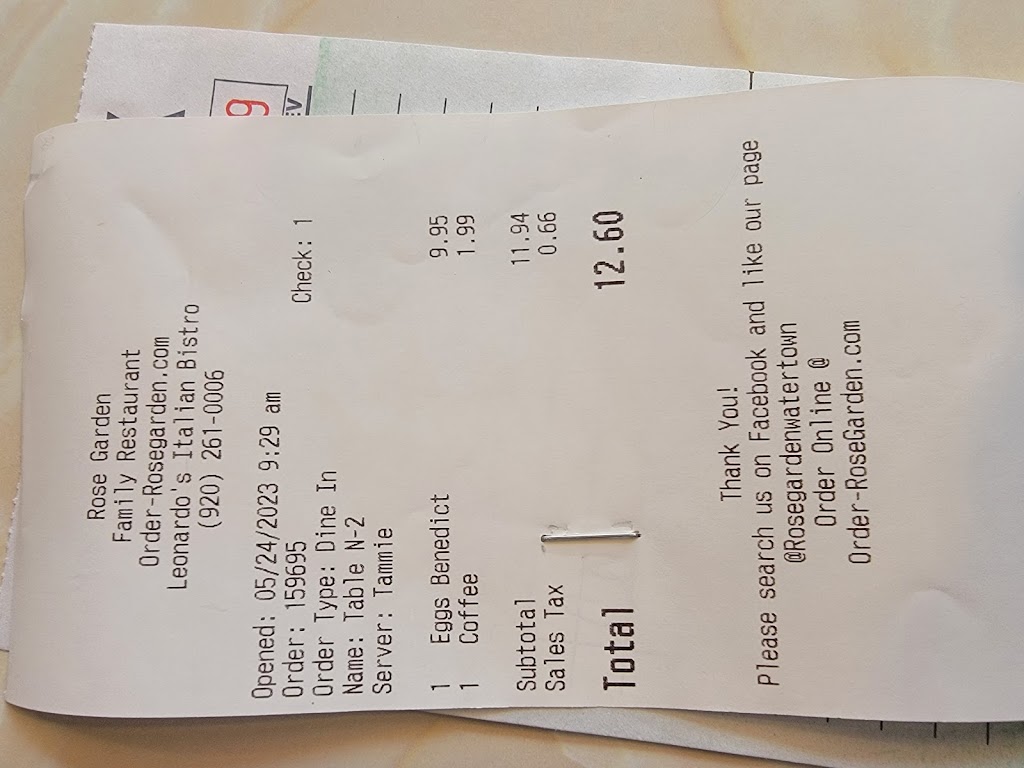 Rose Garden
Family Restaurant
Order-Rosegarden.com
Leonardo's Italian Bistro
(920) 261-0006
Opened: 05/24/2023 9:29 am
Order: 159695 Check: 1
Order Type: Dine In
Name: Table N-2
Server: Tammie
1 Eggs Benedict 9.95
1 Coffee 1.99
Subtotal 11.94
Sales Tax 0.66
Total 12.60
Thank You!
Please search us on Facebook and like our page
@Rosegardenwatertown
Order Online @
Order-RoseGarden.com